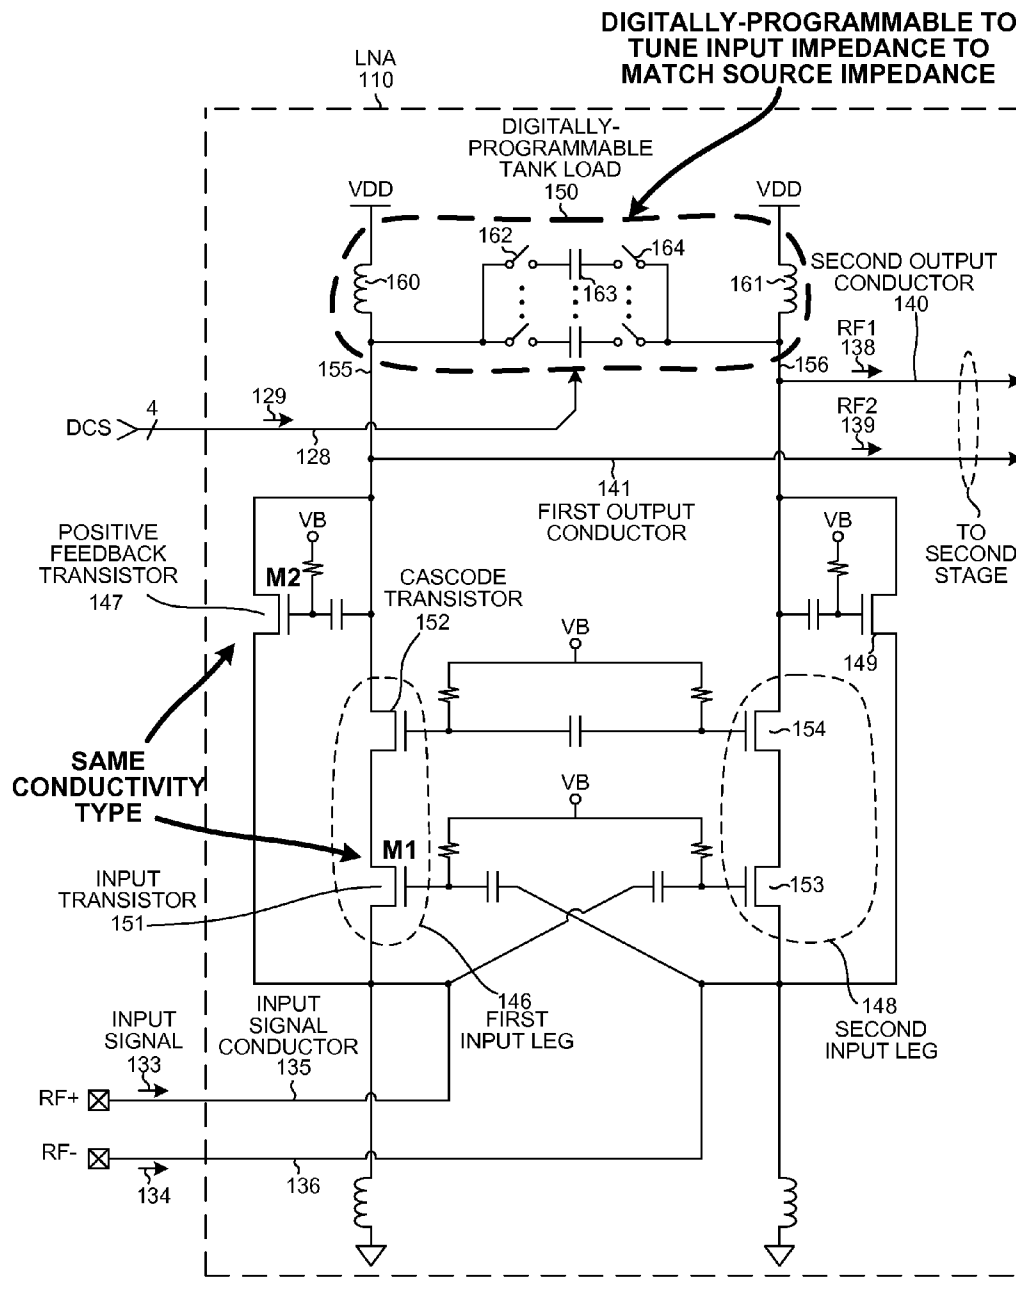 DIGITALLY-PROGRAMMABLE TO
TUNE INPUT IMPEDANCE TO
MATCH SOURCE IMPEDANCE
LNA
110
DIGITALLY-
PROGRAMMABLE
TANK LOAD
150
VDD
VDD
162
164
160
163
161
SECOND OUTPUT
CONDUCTOR
140
RF1
138
155
156
129
4
DCS
128
RF2
139
141
FIRST OUTPUT
CONDUCTOR
TO
SECOND
STAGE
POSITIVE
FEEDBACK
TRANSISTOR
147
VB
M2
CASCODE
TRANSISTOR
152
VB
VB
149
154
SAME
CONDUCTIVITY
TYPE
VB
M1
INPUT
TRANSISTOR
151
153
146
FIRST
INPUT LEG
148
SECOND
INPUT LEG
INPUT
SIGNAL
133
INPUT
SIGNAL
CONDUCTOR
135
RF+
RF-
134
136